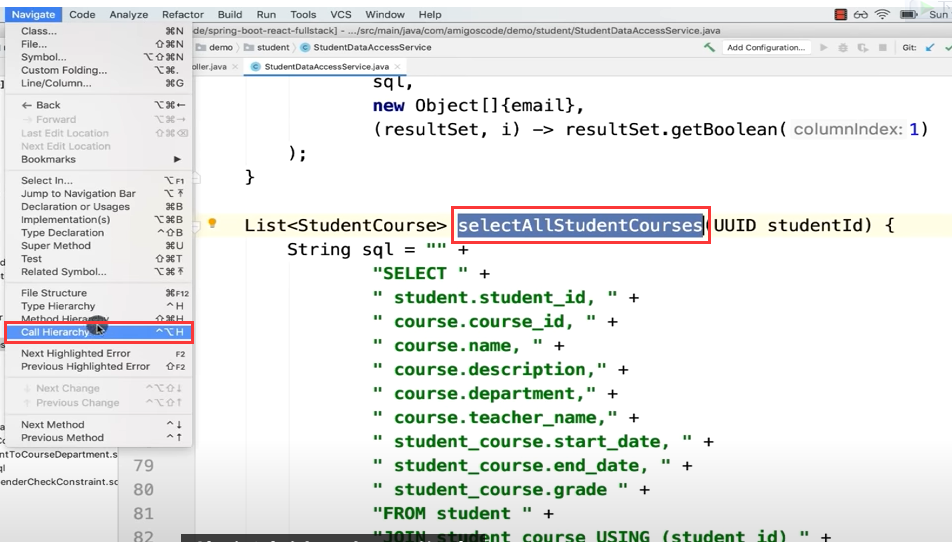 Navigate Code Analyze Refactor Build Run Tools VCS Window Help Sun
de/spring-boot-react-fullstack] - .../src/main/java/com/amigoscode/demo/student/StudentDataAccessService.java
demo student StudentDataAccessService Add Configuration... Git:
oller.java StudentDataAccessService.java
Class... ⌘N
File... ⇧⌘N
Symbol... ⌥⇧⌘N
Custom Folding... ⌥⌘.
Line/Column... ⌘G
← Back ⌥⌘←
→ Forward ⌥⌘→
Last Edit Location ⇧⌘⌫
Next Edit Location
Bookmarks ▶
Select In... ⌥F1
Jump to Navigation Bar ⌥↑
Declaration or Usages ⌘B
Implementation(s) ⌥⌘B
Type Declaration ^⇧B
Super Method ⌘U
Test ⇧⌘T
Related Symbol... ⌥⌘↑
File Structure ⌘F12
Type Hierarchy ^H
Method Hierarchy ⇧⌘H
Call Hierarchy ^⌥H
Next Highlighted Error F2
Previous Highlighted Error ⇧F2
↓ Next Change ^⌥⇧↓
↑ Previous Change ^⌥⇧↑
Next Method ^↓
Previous Method ^↑
ntToCourseDepartment.s
ql
enderCheckConstraint.sc
sql,
new Object[]{email},
(resultSet, i) -> resultSet.getBoolean( columnIndex: 1)
);
}
List<StudentCourse> selectAllStudentCourses(UUID studentId) {
String sql = "" +
"SELECT " +
" student.student_id, " +
" course.course_id, " +
" course.name, " +
" course.description," +
" course.department," +
" course.teacher_name," +
" student_course.start_date, " +
79 " student_course.end_date, " +
80 " student_course.grade " +
81 "FROM student " +
82 "JOIN student_course USING (student_id) " +